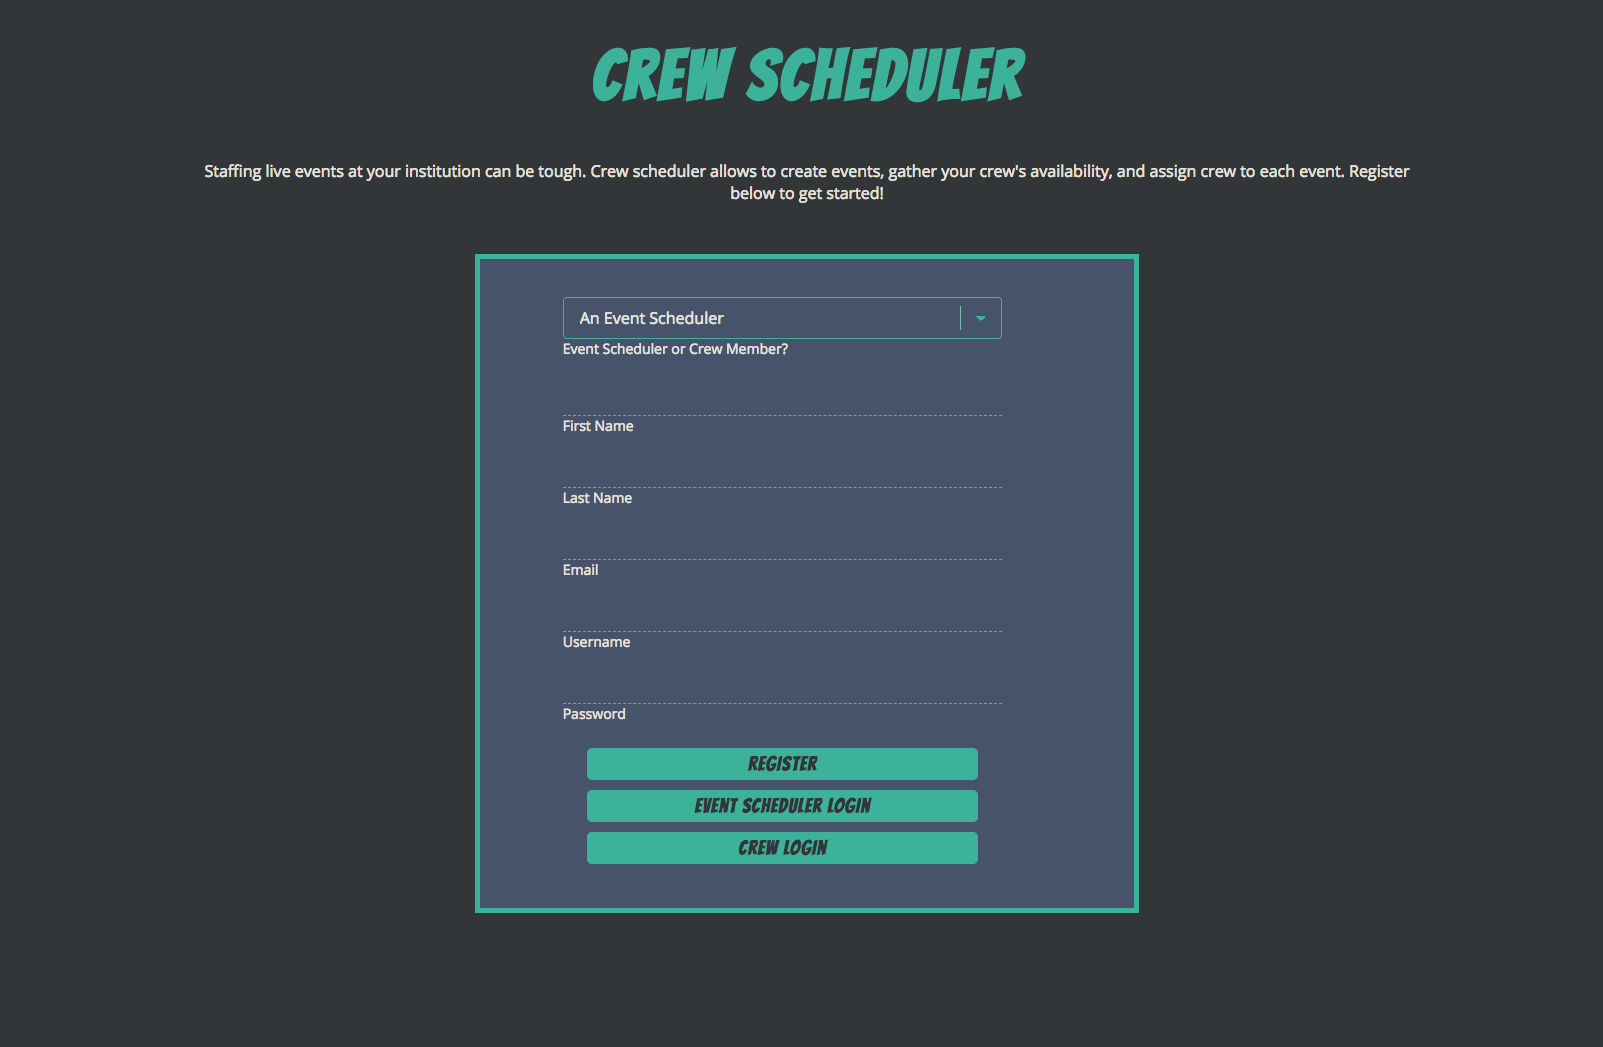 CREW SCHEDULER
Staffing live events at your institution can be tough. Crew scheduler allows to create events, gather your crew's availability, and assign crew to each event. Register
below to get started!
An Event Scheduler
Event Scheduler or Crew Member?
First Name
Last Name
Email
Username
Password
REGISTER
EVENT SCHEDULER LOGIN
CREW LOGIN